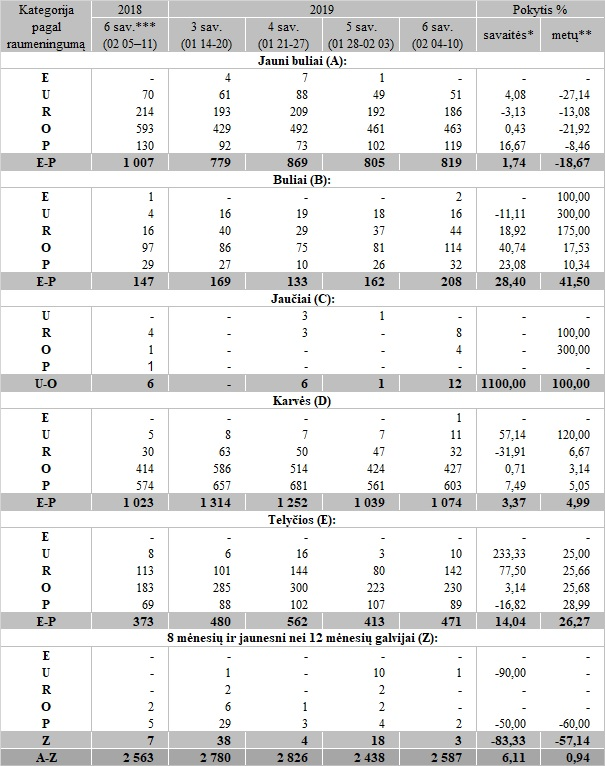 Kategorija pagal raumeningumą 2018 2019 Pokytis %
6 sav.*** (02 05–11) 3 sav. (01 14-20) 4 sav. (01 21-27) 5 sav. (01 28-02 03) 6 sav. (02 04-10) savaitės* metų**
Jauni buliai (A):
E - 4 7 1 - - -
U 70 61 88 49 51 4,08 -27,14
R 214 193 209 192 186 -3,13 -13,08
O 593 429 492 461 463 0,43 -21,92
P 130 92 73 102 119 16,67 -8,46
E-P 1 007 779 869 805 819 1,74 -18,67
Buliai (B):
E 1 - - - 2 - 100,00
U 4 16 19 18 16 -11,11 300,00
R 16 40 29 37 44 18,92 175,00
O 97 86 75 81 114 40,74 17,53
P 29 27 10 26 32 23,08 10,34
E-P 147 169 133 162 208 28,40 41,50
Jaučiai (C):
U - - 3 1 - - -
R 4 - 3 - 8 - 100,00
O 1 - - - 4 - 300,00
P 1 - - - - - -
U-O 6 - 6 1 12 1100,00 100,00
Karvės (D)
E - - - - 1 - -
U 5 8 7 7 11 57,14 120,00
R 30 63 50 47 32 -31,91 6,67
O 414 586 514 424 427 0,71 3,14
P 574 657 681 561 603 7,49 5,05
E-P 1 023 1 314 1 252 1 039 1 074 3,37 4,99
Telyčios (E):
E - - - - - - -
U 8 6 16 3 10 233,33 25,00
R 113 101 144 80 142 77,50 25,66
O 183 285 300 223 230 3,14 25,68
P 69 88 102 107 89 -16,82 28,99
E-P 373 480 562 413 471 14,04 26,27
8 mėnesių ir jaunesni nei 12 mėnesių galvijai (Z):
E - - - - - - -
U - 1 - 10 1 -90,00 -
R - 2 - 2 - - -
O 2 6 1 2 - - -
P 5 29 3 4 2 -50,00 -60,00
Z 7 38 4 18 3 -83,33 -57,14
A-Z 2 563 2 780 2 826 2 438 2 587 6,11 0,94